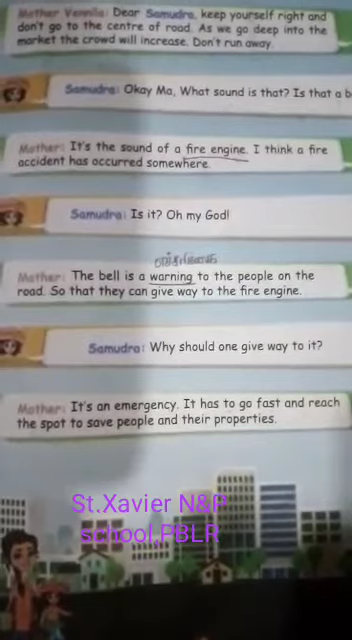 Mother Vennila: Dear Samudra, keep yourself right and
don't go to the centre of road. As we go deep into the
market the crowd will increase. Don't run away.
Samudra: Okay Ma, What sound is that? Is that a b
Mother: It's the sound of a fire engine. I think a fire
accident has occurred somewhere.
Samudra: Is it? Oh my God!
எச்சரிக்கை
Mother: The bell is a warning to the people on the
road. So that they can give way to the fire engine.
Samudra: Why should one give way to it?
Mother: It's an emergency. It has to go fast and reach
the spot to save people and their properties.
St.Xavier N&P
school,PBLR